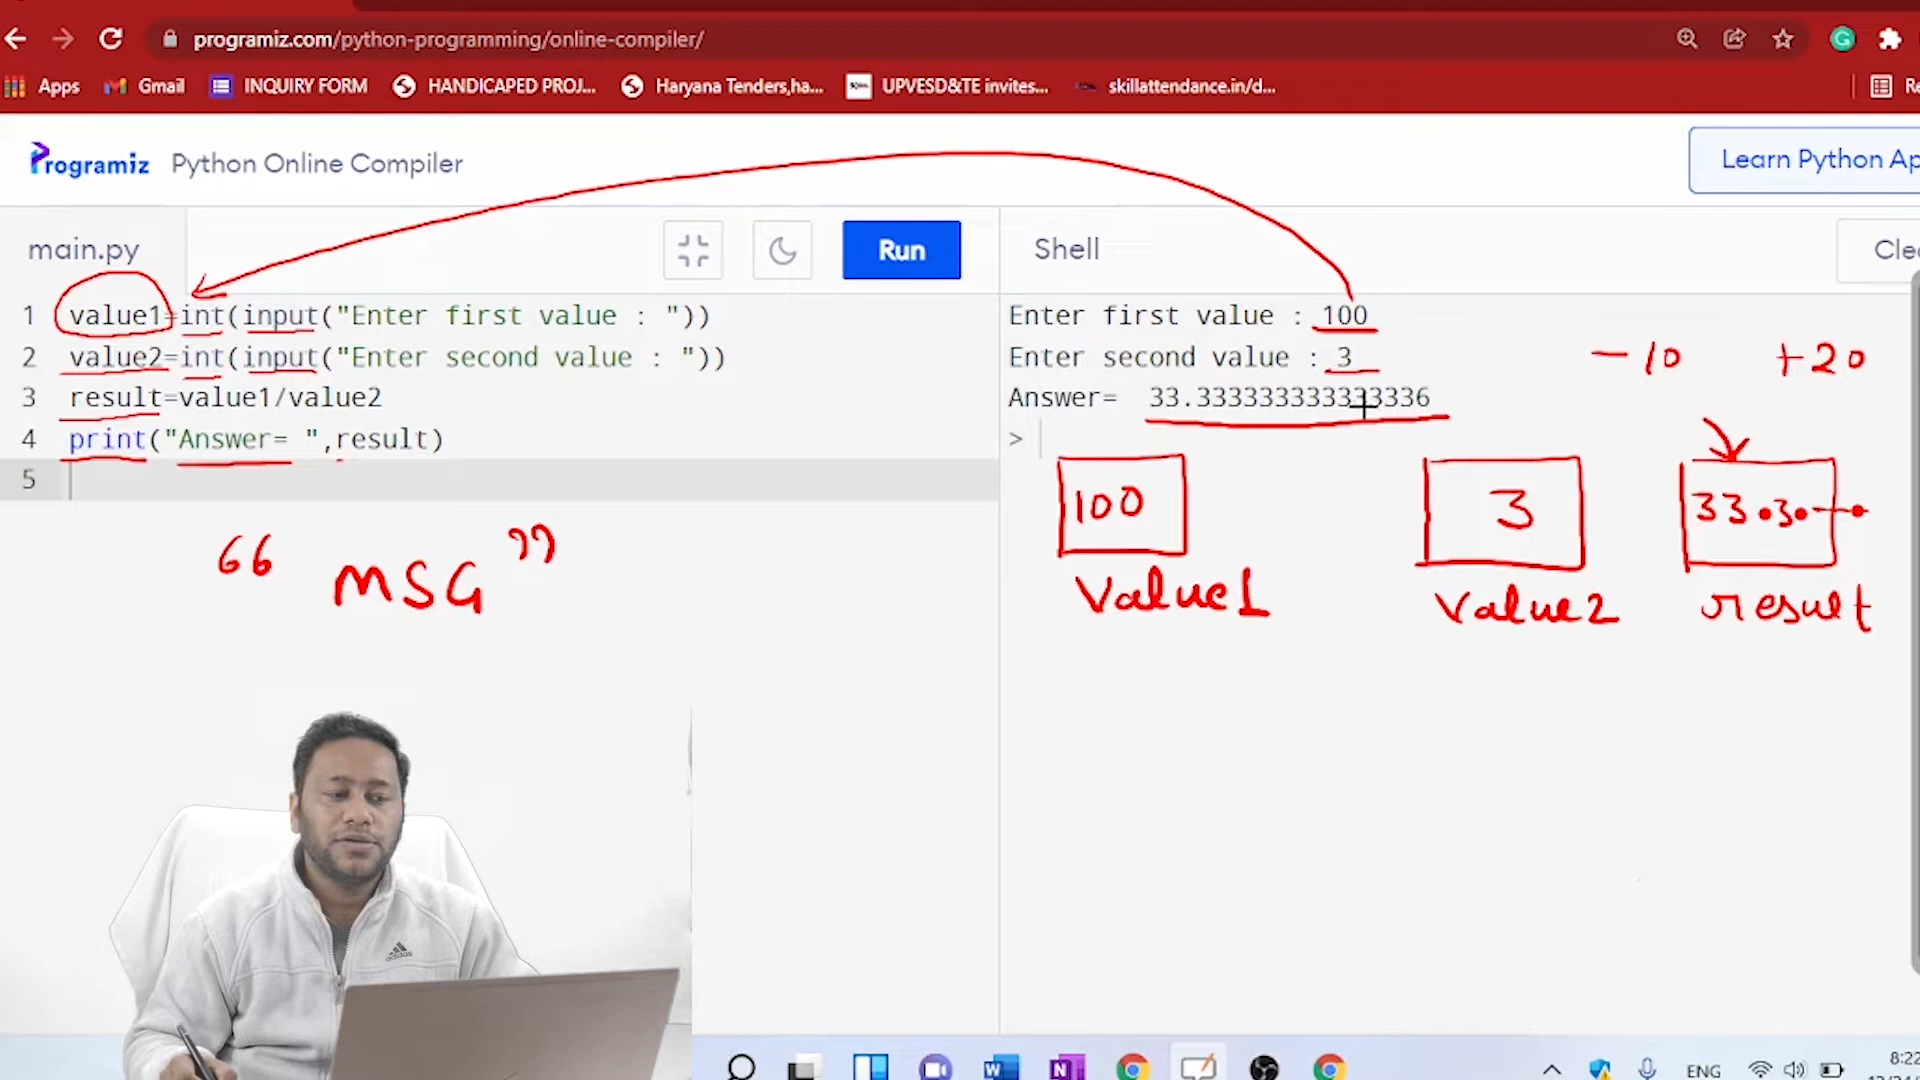 programiz.com/python-programming/online-compiler/
Apps Gmail INQUIRY FORM HANDICAPED PROJ... Haryana Tenders,ha... UPVESD&TE invites... skillattendance.in/d... Re
Programiz Python Online Compiler
Learn Python Ap
main.py
Run
Shell
Clea
1 value1=int(input("Enter first value : "))
2 value2=int(input("Enter second value : "))
3 result=value1/value2
4 print("Answer= ",result)
5
Enter first value : 100
Enter second value : 3
Answer= 33.333333333333336
>
-10 +20
100 3 33.3.-.
Value1 Value2 result
“ MSG ”
adidas
ENG
8:22